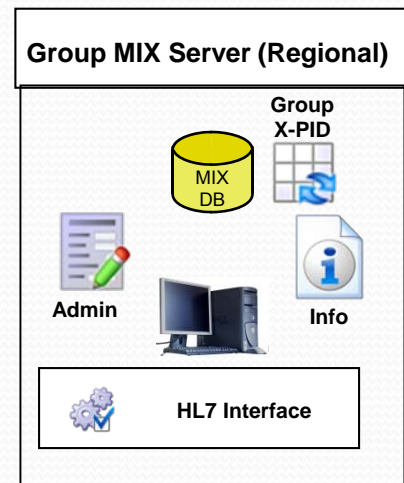 Group MIX Server (Regional)
Group
X-PID
MIX
DB
Admin
Info
HL7 Interface